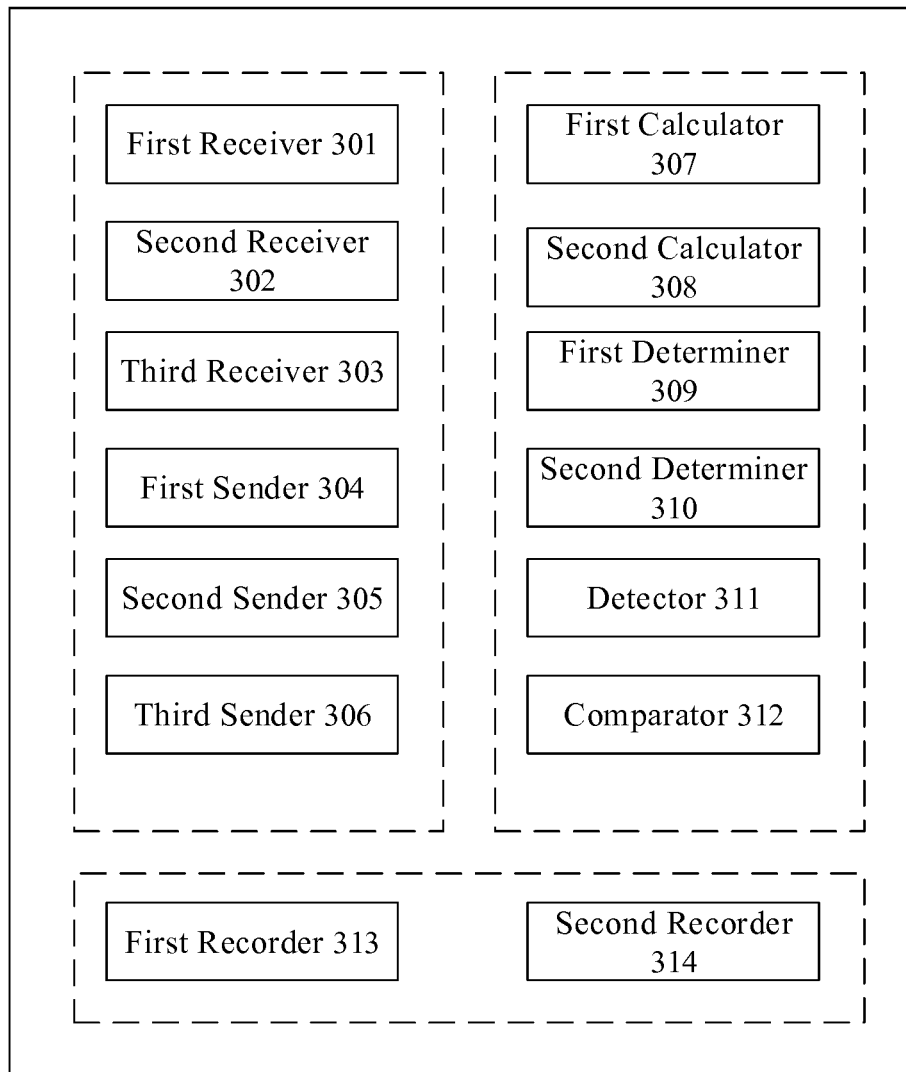 First Receiver 301
Second Receiver
302
Third Receiver 303
First Sender 304
Second Sender 305
Third Sender 306
First Calculator
307
Second Calculator
308
First Determiner
309
Second Determiner
310
Detector 311
Comparator 312
First Recorder 313
Second Recorder
314